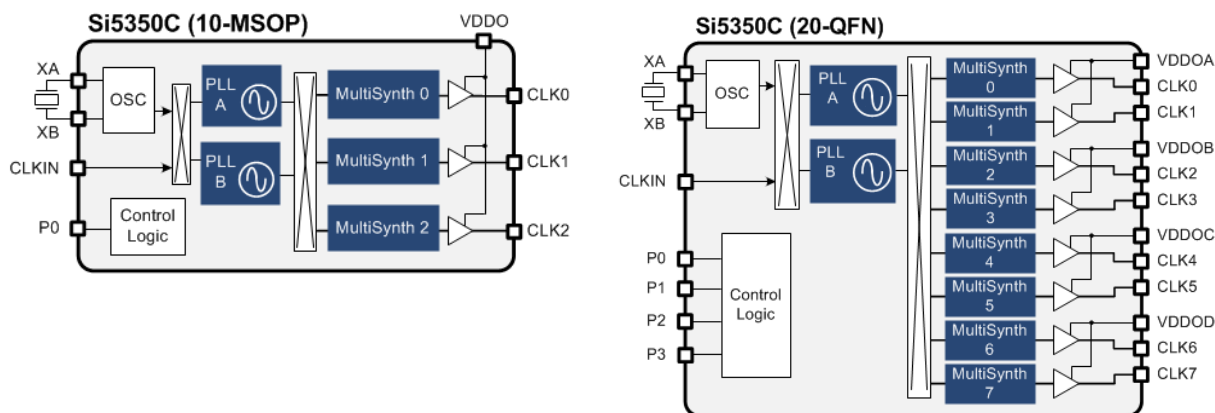 Si5350C (10-MSOP)
VDDO
XA
XB
OSC
PLL
A
PLL
B
MultiSynth 0
MultiSynth 1
MultiSynth 2
CLK0
CLK1
CLK2
CLKIN
P0
Control
Logic
Si5350C (20-QFN)
XA
XB
OSC
CLKIN
PLL
A
PLL
B
P0
P1
P2
P3
Control
Logic
MultiSynth
0
MultiSynth
1
MultiSynth
2
MultiSynth
3
MultiSynth
4
MultiSynth
5
MultiSynth
6
MultiSynth
7
VDDOA
CLK0
CLK1
VDDOB
CLK2
CLK3
VDDOC
CLK4
CLK5
VDDOD
CLK6
CLK7